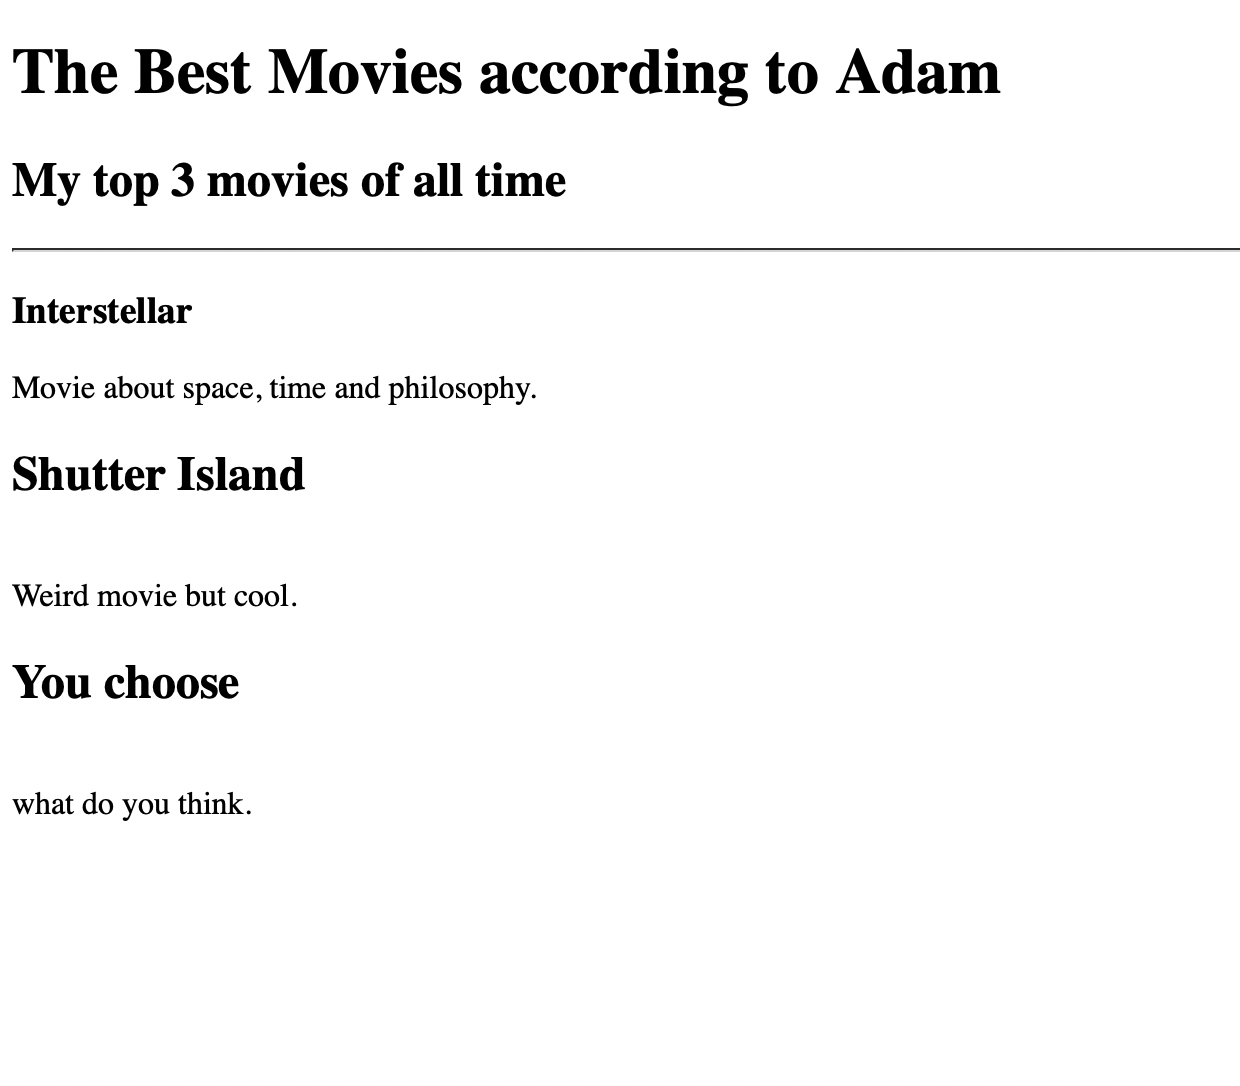 The Best Movies according to Adam
My top 3 movies of all time
Interstellar
Movie about space, time and philosophy.
Shutter Island
Weird movie but cool.
You choose
what do you think.